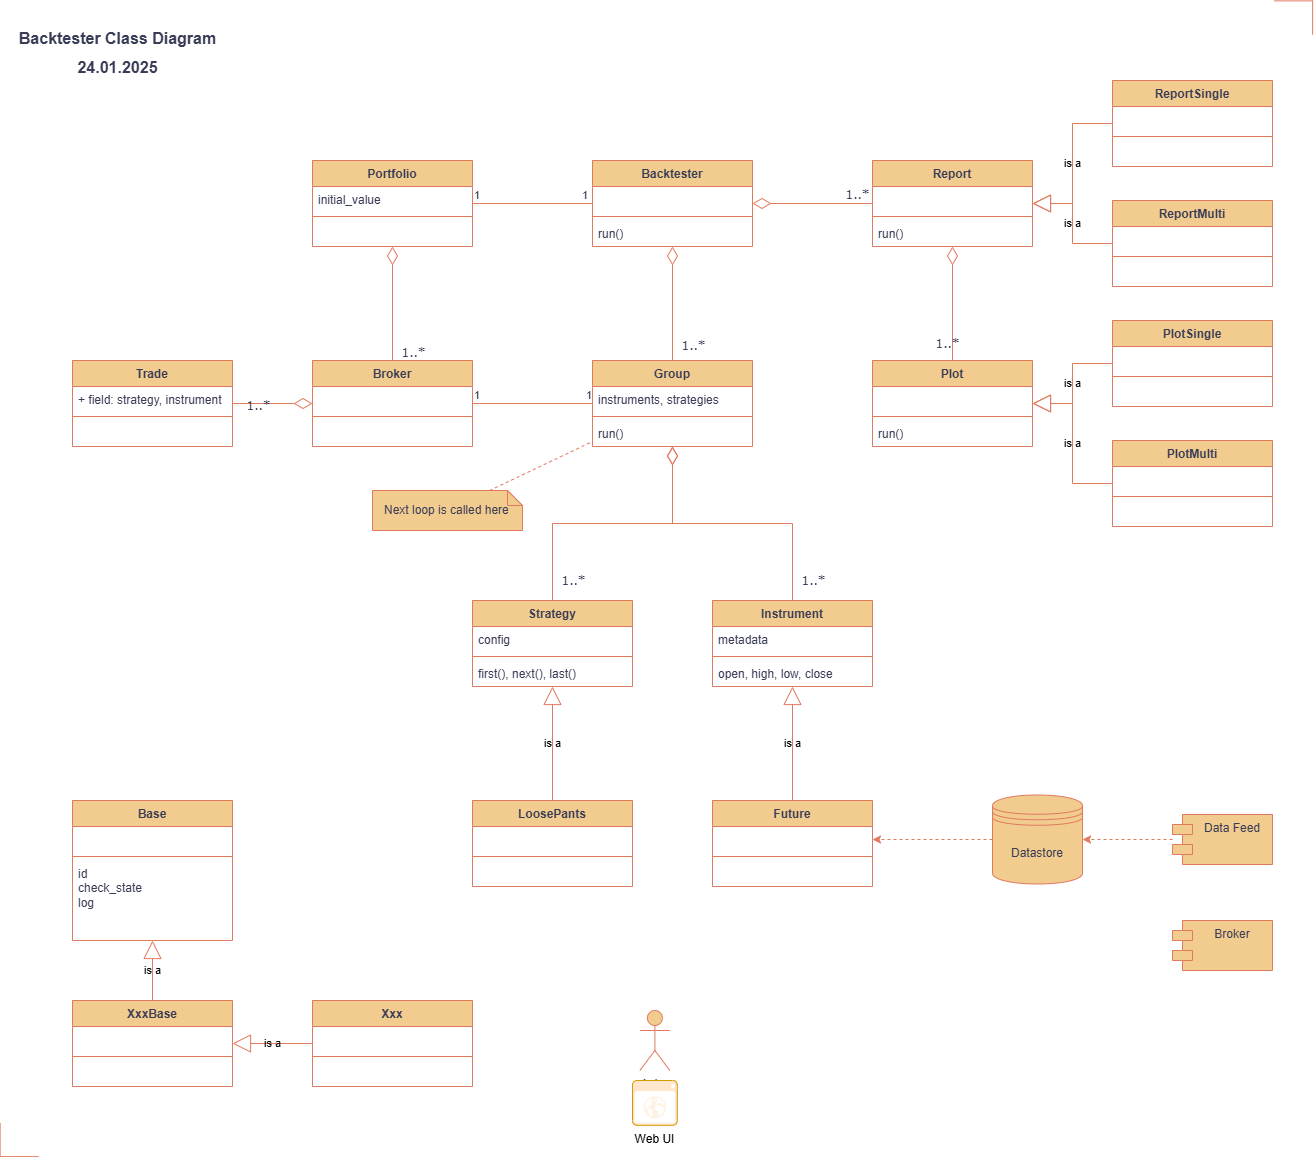 Backtester Class Diagram
24.01.2025
ReportSingle
Portfolio
initial_value
1
1
Backtester
run()
1..*
Report
run()
is a
is a
ReportMulti
1..*
1..*
1..*
PlotSingle
Trade
+ field: strategy, instrument
1..*
Broker
1
1
Group
instruments, strategies
run()
Plot
run()
is a
is a
PlotMulti
Next loop is called here
1..*
1..*
Strategy
config
first(), next(), last()
Instrument
metadata
open, high, low, close
is a
is a
Base
id
check_state
log
LoosePants
Future
Datastore
Data Feed
Broker
is a
XxxBase
is a
Xxx
Web UI